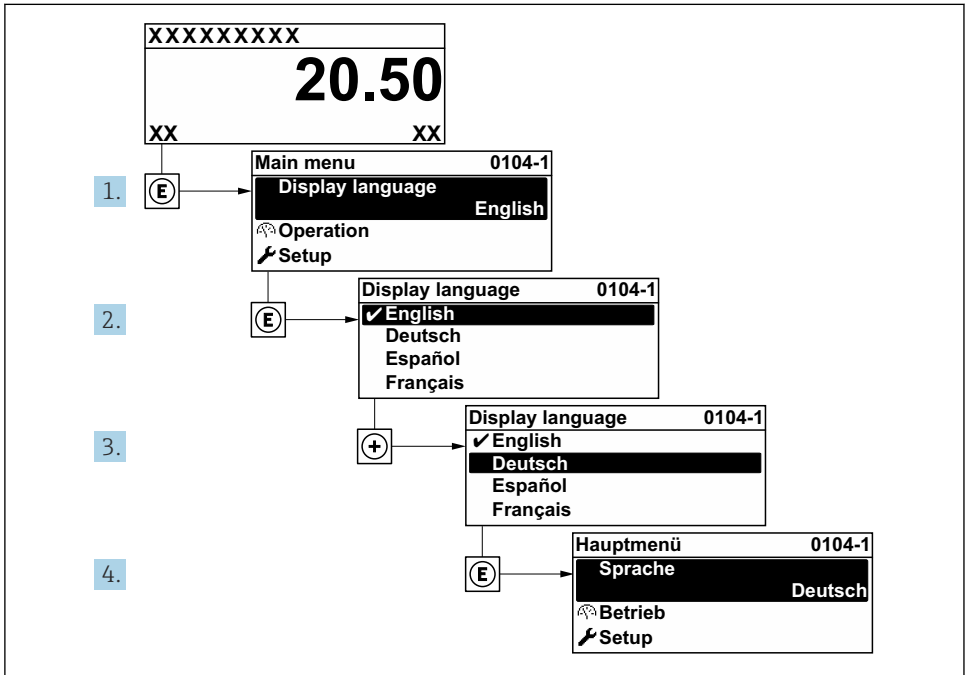 XXXXXXXXX
20.50
XX XX
1. E
Main menu 0104-1
Display language
English
Operation
Setup
2. E
Display language 0104-1
✔English
Deutsch
Español
Français
3. +
Display language 0104-1
✔English
Deutsch
Español
Français
4. E
Hauptmenü 0104-1
Sprache
Deutsch
Betrieb
Setup